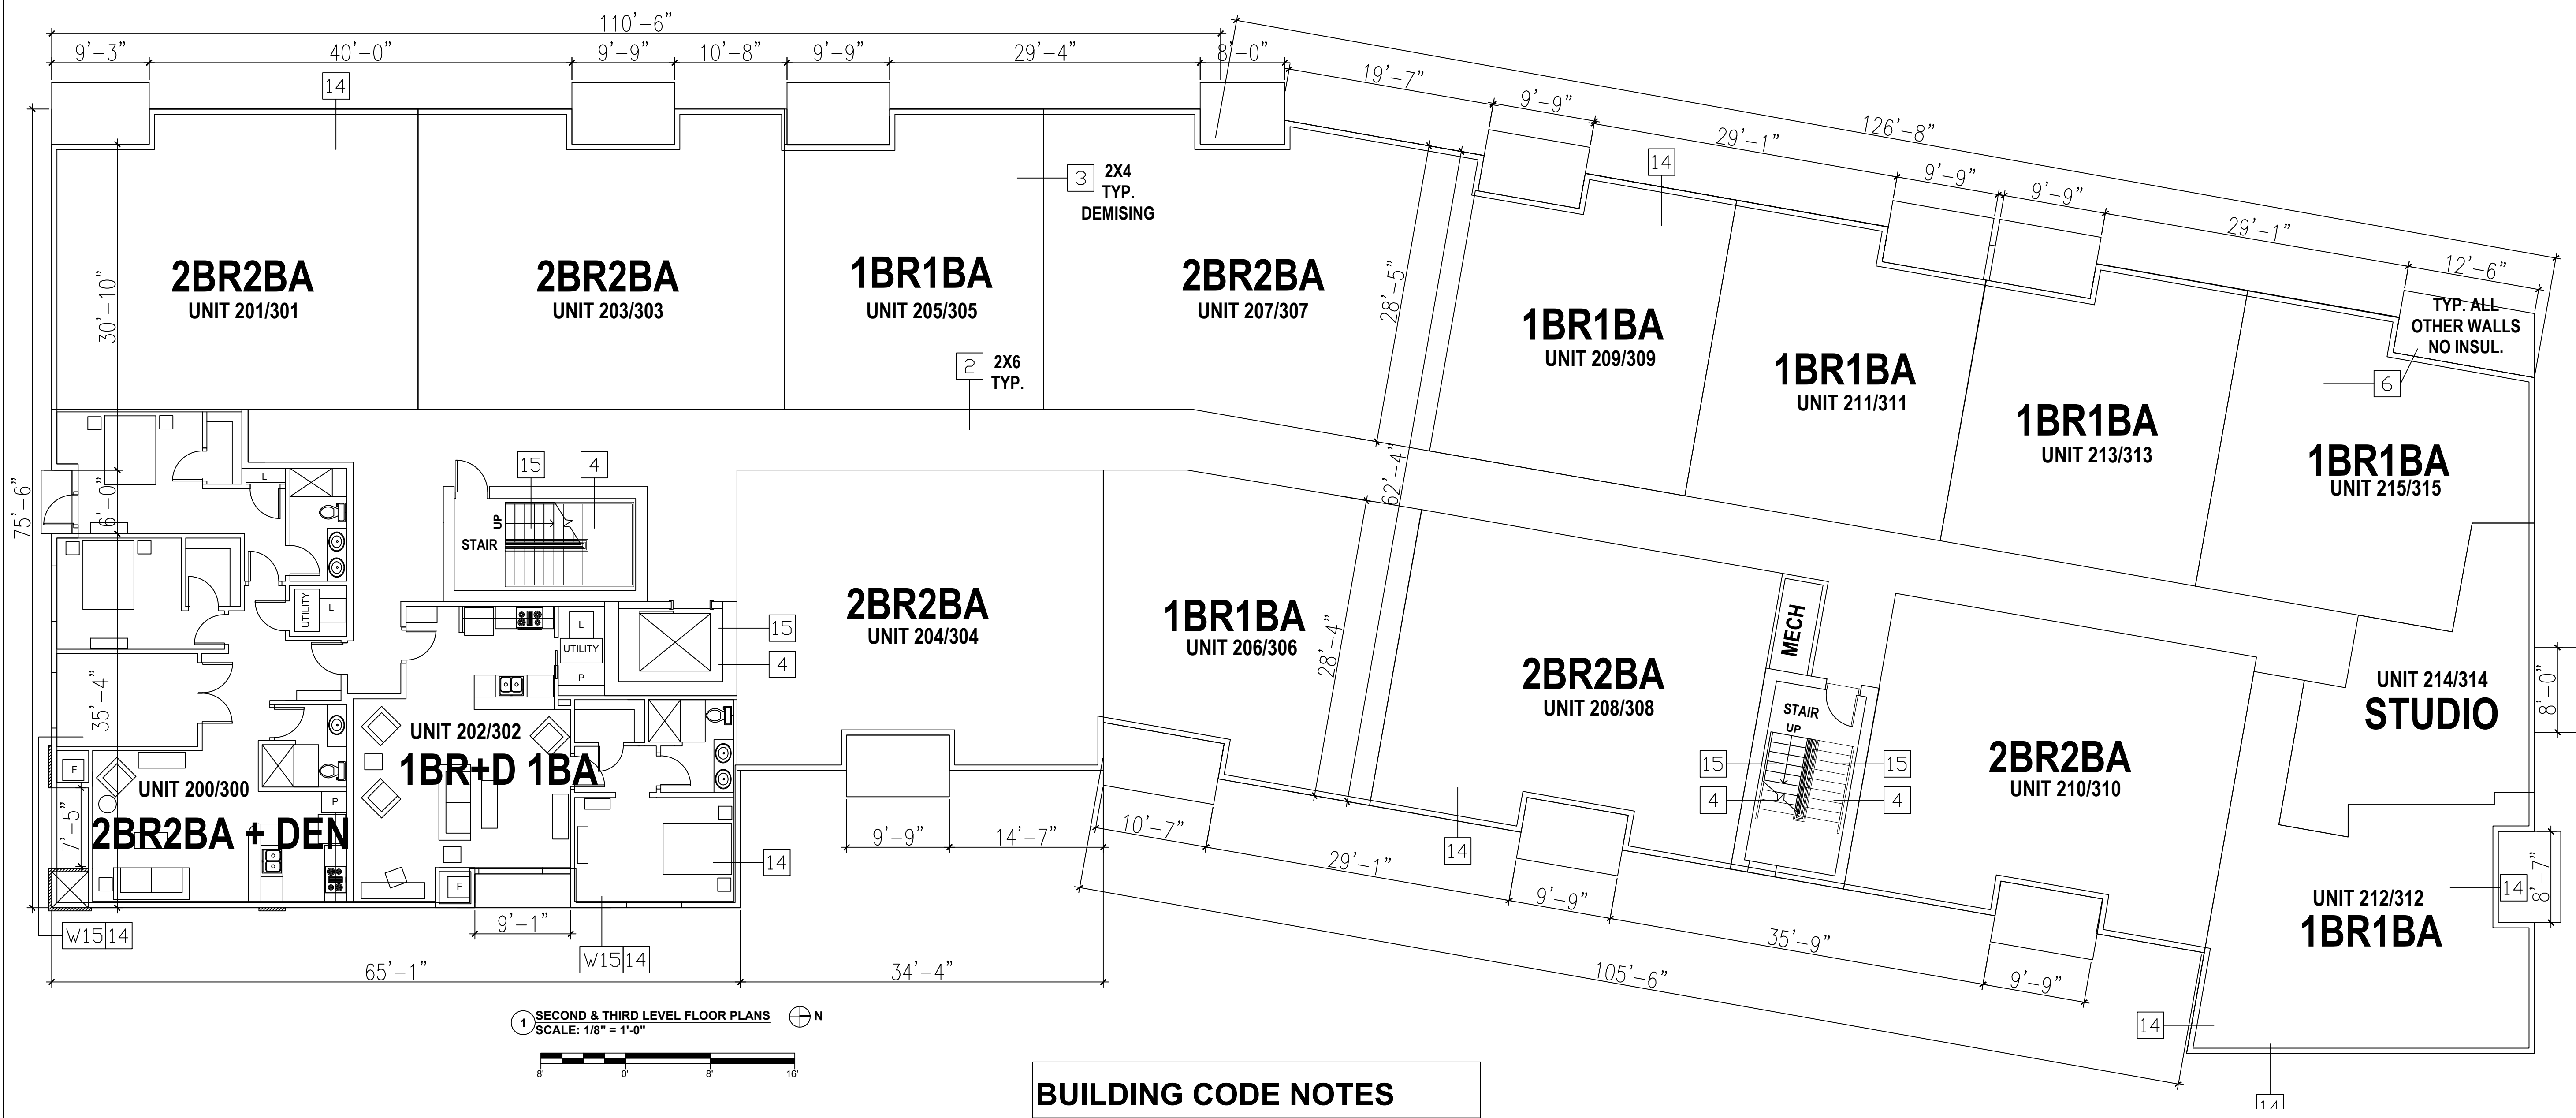 110'-6"
9'-3"
40'-0"
9'-9"
10'-8"
9'-9"
29'-4"
8'-0"
19'-7"
9'-9"
29'-1"
126'-8"
9'-9"
9'-9"
29'-1"
12'-6"
14
14
3
2X4
TYP.
DEMISING
2BR2BA
UNIT 201/301
2BR2BA
UNIT 203/303
1BR1BA
UNIT 205/305
2BR2BA
UNIT 207/307
1BR1BA
UNIT 209/309
1BR1BA
UNIT 211/311
1BR1BA
UNIT 213/313
1BR1BA
UNIT 215/315
TYP. ALL
OTHER WALLS
NO INSUL.
6
30'-10"
28'-5"
2
2X6
TYP.
75'-6"
6'-0"
62'-4"
15
4
UP
STAIR
L
UTILITY
L
L
UTILITY
P
15
4
2BR2BA
UNIT 204/304
1BR1BA
UNIT 206/306
28'-4"
2BR2BA
UNIT 208/308
MECH
STAIR
UP
15
4
15
4
2BR2BA
UNIT 210/310
UNIT 214/314
STUDIO
8'-0"
35'-4"
F
7'-5"
UNIT 200/300
2BR2BA + DEN
P
UNIT 202/302
1BR+D 1BA
F
14
9'-9"
14'-7"
10'-7"
29'-1"
14
9'-9"
35'-9"
9'-9"
105'-6"
UNIT 212/312
1BR1BA
14
8'-7"
14
14
W15 14
9'-1"
W15 14
65'-1"
34'-4"
1
SECOND & THIRD LEVEL FLOOR PLANS
SCALE: 1/8" = 1'-0"
N
8'
0'
8'
16'
BUILDING CODE NOTES